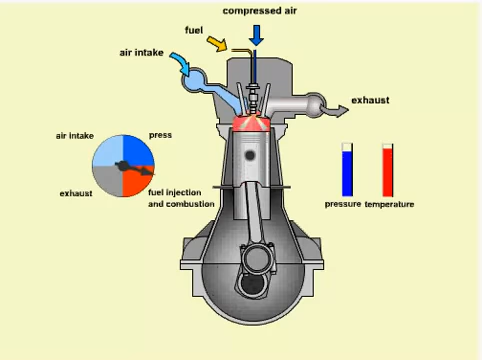 compressed air
fuel
air intake
exhaust
air intake
press
exhaust
fuel injection
and combustion
pressure
temperature